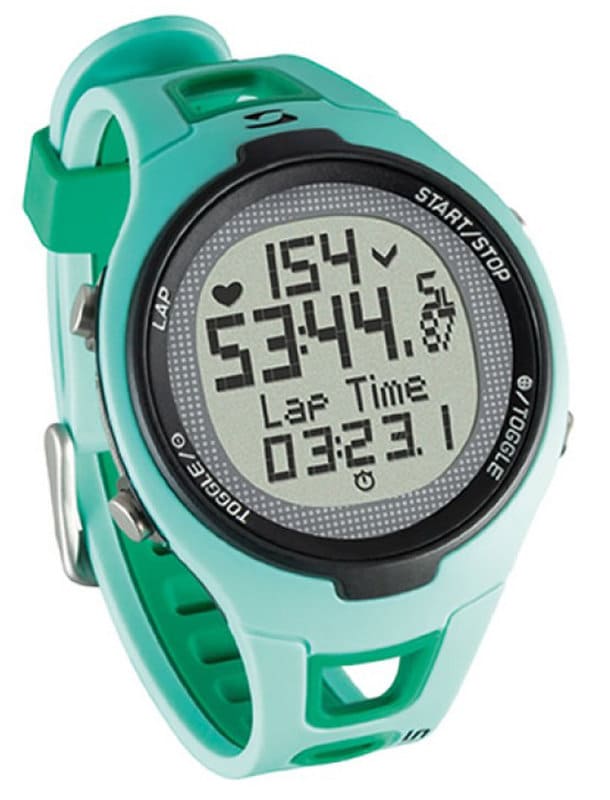 START/STOP
LAP
154
53:44.
Lap Time
03:23.1
TOGGLE/
/TOGGLE